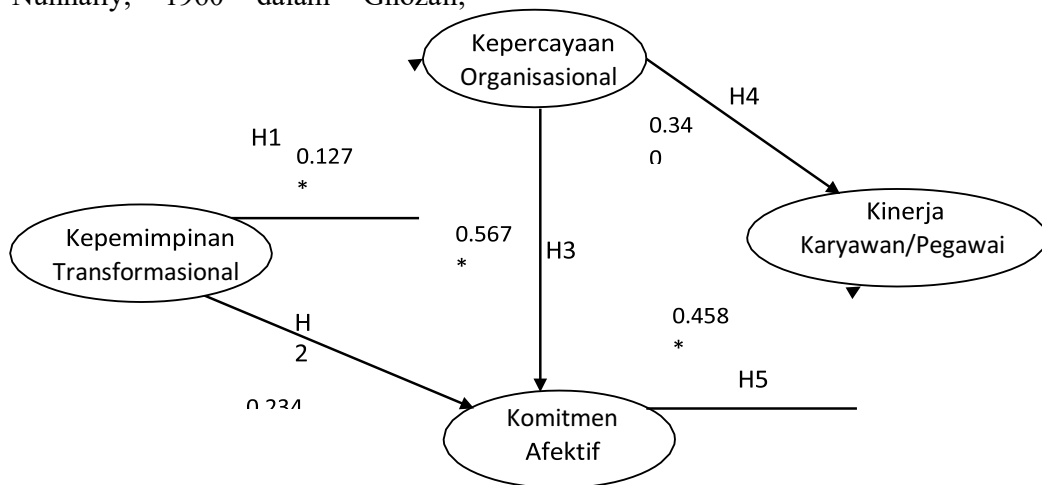 Nunnally, 1960 dalam Ghozali,
Kepercayaan
Organisasional
H4
0.34
0
H1
0.127
*
Kinerja
Karyawan/Pegawai
Kepemimpinan
Transformasional
0.567
*
H3
H
2
0.458
*
H5
0.234
Komitmen
Afektif